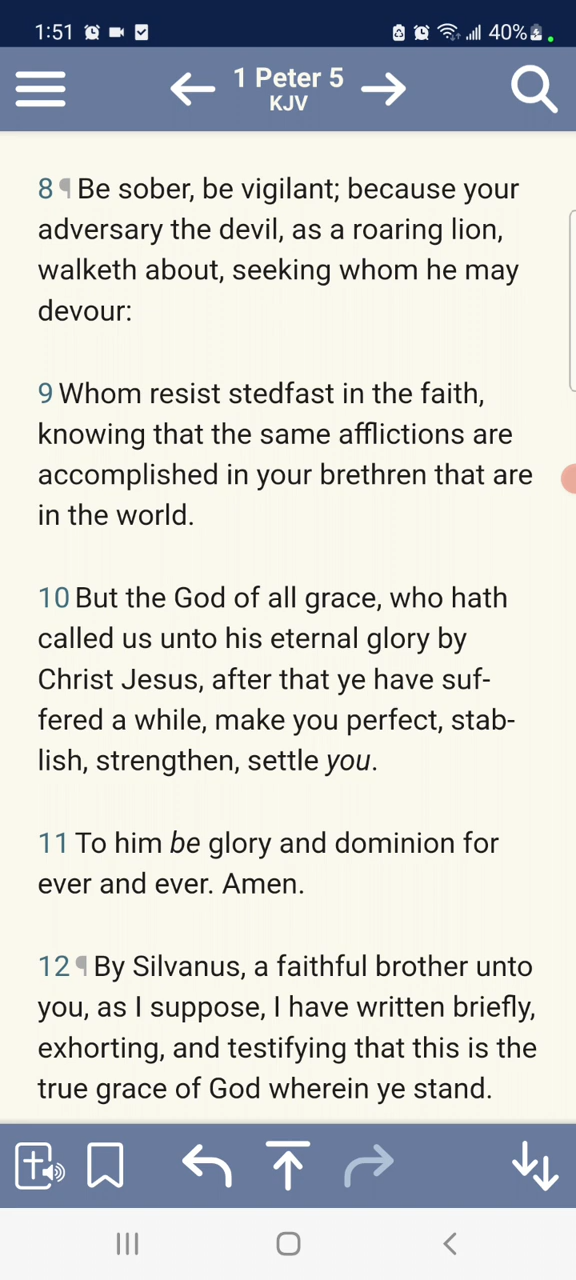 1:51
40%
1 Peter 5
KJV
8 ¶ Be sober, be vigilant; because your
adversary the devil, as a roaring lion,
walketh about, seeking whom he may
devour:
9 Whom resist stedfast in the faith,
knowing that the same afflictions are
accomplished in your brethren that are
in the world.
10 But the God of all grace, who hath
called us unto his eternal glory by
Christ Jesus, after that ye have suf-
fered a while, make you perfect, stab-
lish, strengthen, settle you.
11 To him be glory and dominion for
ever and ever. Amen.
12 ¶ By Silvanus, a faithful brother unto
you, as I suppose, I have written briefly,
exhorting, and testifying that this is the
true grace of God wherein ye stand.